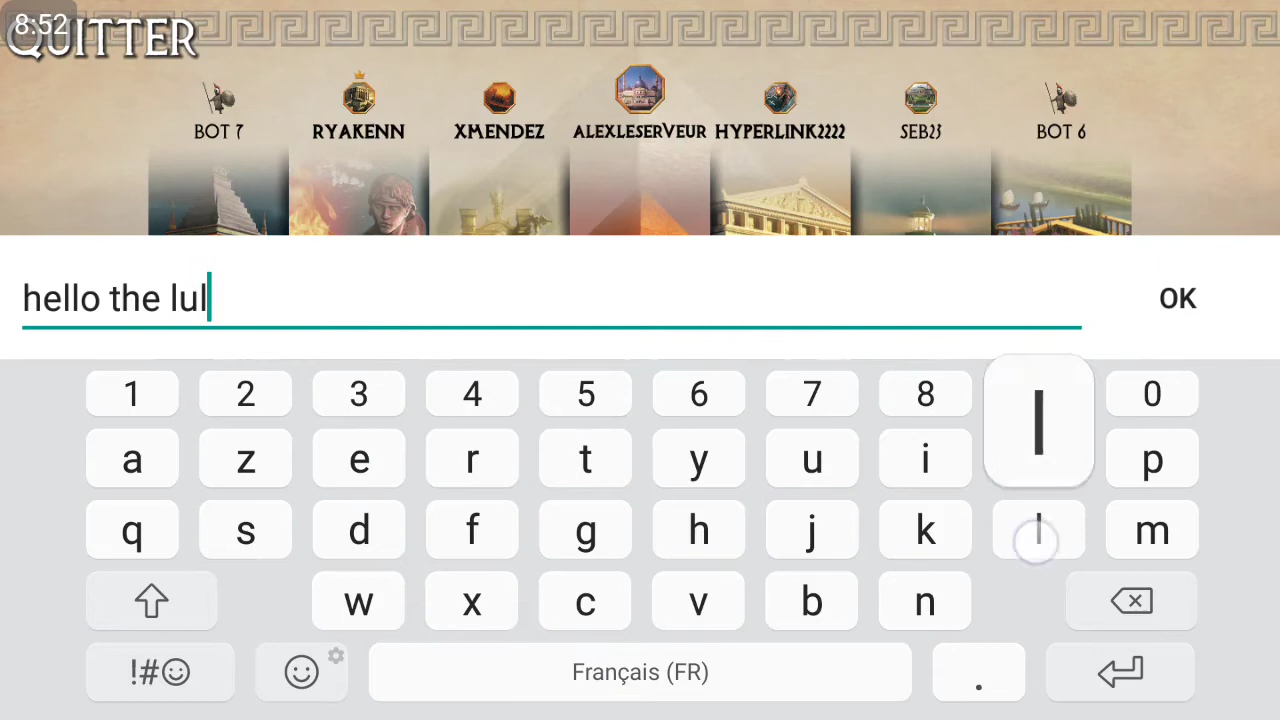 8:52
QUITTER
BOT 7 RYAKENN XMENDEZ ALEXLESERVEUR HYPERLINK2222 SEB23 BOT 6
hello the lul
OK
1 2 3 4 5 6 7 8 0
l
a z e r t y u i p
q s d f g h j k l m
w x c v b n
!#☺ Français (FR) .